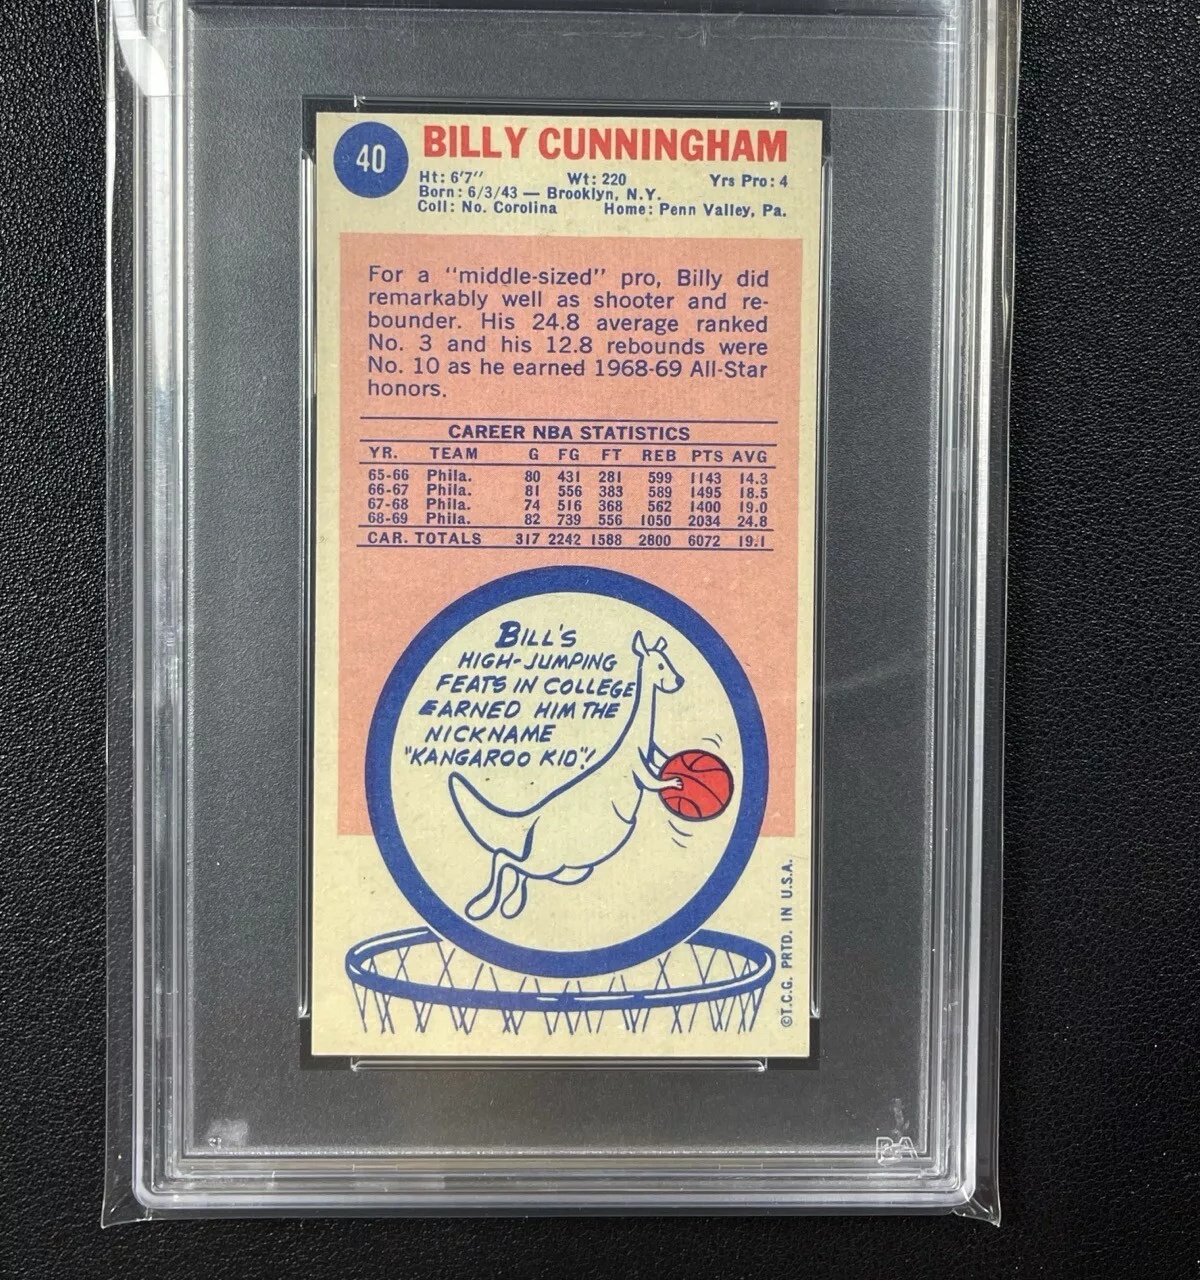 40
BILLY CUNNINGHAM
Ht: 6'7" Wt: 220 Yrs Pro: 4
Born: 6/3/43 — Brooklyn, N.Y.
Coll: No. Corolina Home: Penn Valley, Pa.
For a "middle-sized" pro, Billy did
remarkably well as shooter and re-
bounder. His 24.8 average ranked
No. 3 and his 12.8 rebounds were
No. 10 as he earned 1968-69 All-Star
honors.
CAREER NBA STATISTICS
YR. TEAM G FG FT REB PTS AVG
65-66 Phila. 80 431 281 599 1143 14.3
66-67 Phila. 81 556 383 589 1495 18.5
67-68 Phila. 74 516 368 562 1400 19.0
68-69 Phila. 82 739 556 1050 2034 24.8
CAR. TOTALS 317 2242 1588 2800 6072 19.1
BILL'S
HIGH-JUMPING
FEATS IN COLLEGE
EARNED HIM THE
NICKNAME
"KANGAROO KID"!
©T.C.G. PRTD. IN U.S.A.
PSA